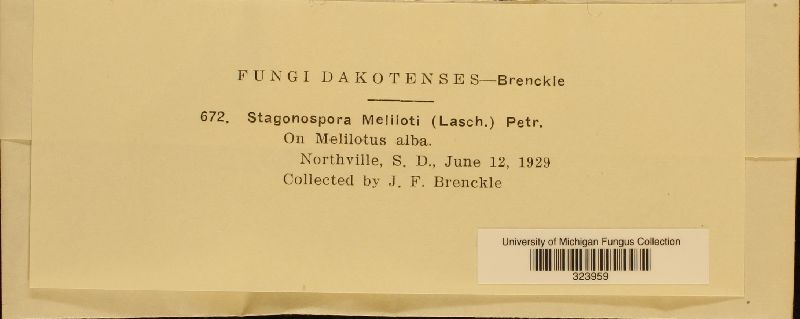 FUNGI DAKOTENSES—Brenckle
672. Stagonospora Meliloti (Lasch.) Petr.
On Melilotus alba.
Northville, S. D., June 12, 1929
Collected by J. F. Brenckle
University of Michigan Fungus Collection
323959